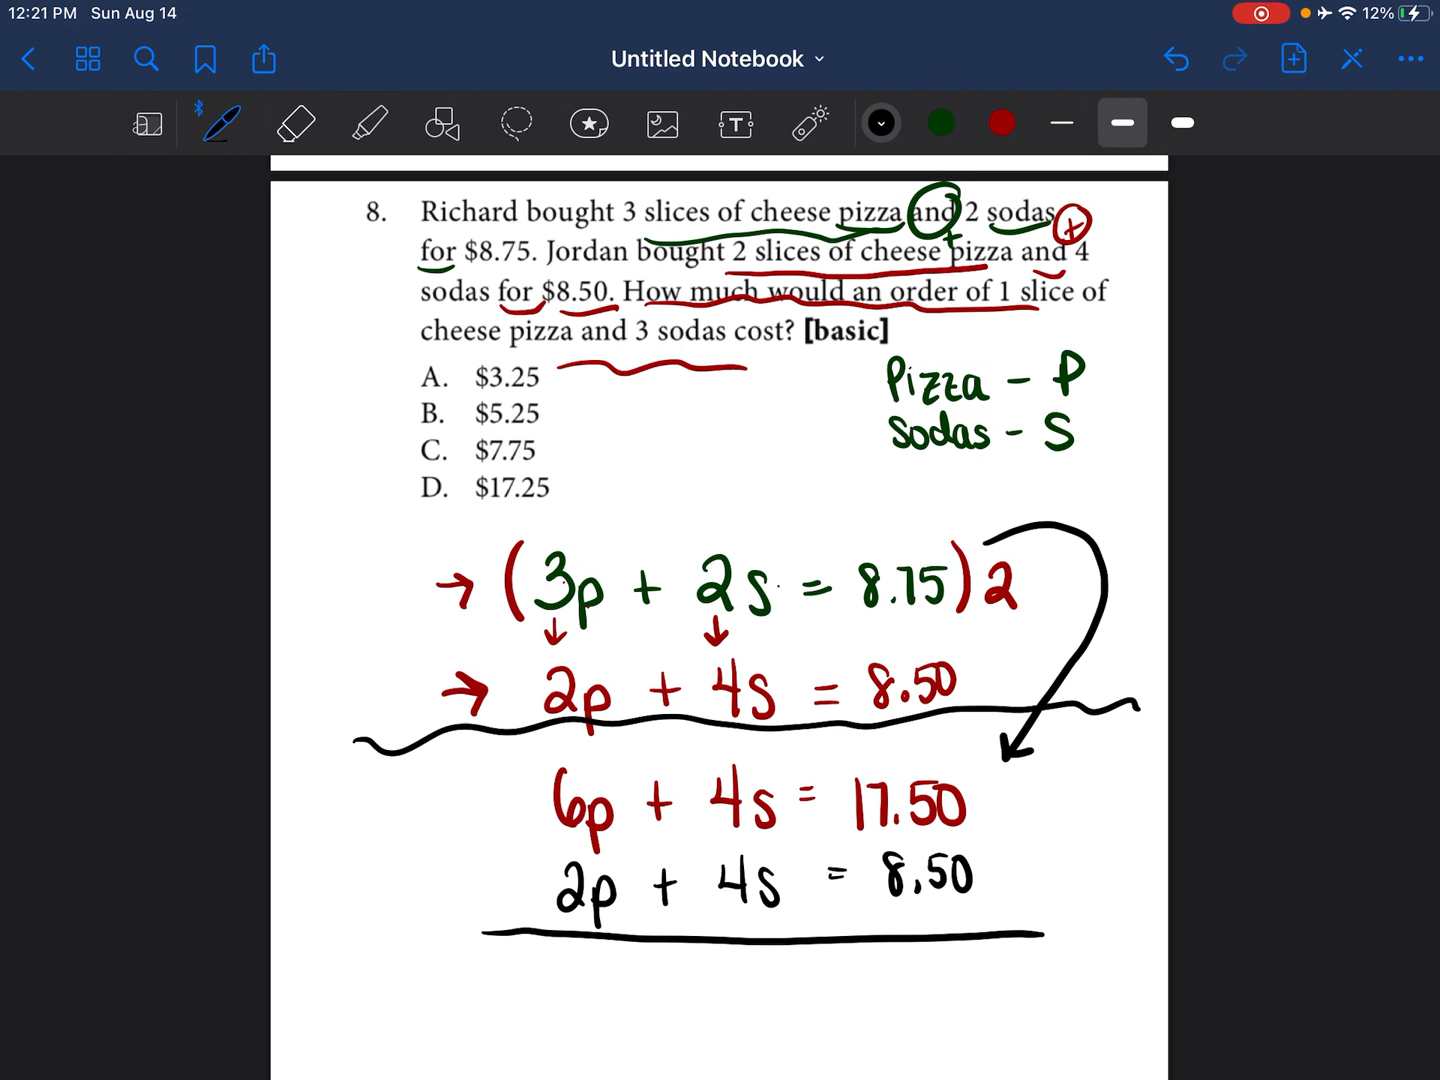 12:21 PM Sun Aug 14 12%
Untitled Notebook
T
8. Richard bought 3 slices of cheese pizza and 2 sodas +
+
for $8.75. Jordan bought 2 slices of cheese pizza and 4
sodas for $8.50. How much would an order of 1 slice of
cheese pizza and 3 sodas cost? [basic]
A. $3.25
B. $5.25
C. $7.75
D. $17.25
Pizza - P
Sodas - S
→ (3p + 2s = 8.75) 2
↓ ↓
→ 2p + 4s = 8.50
6p + 4s = 17.50
2p + 4s = 8.50